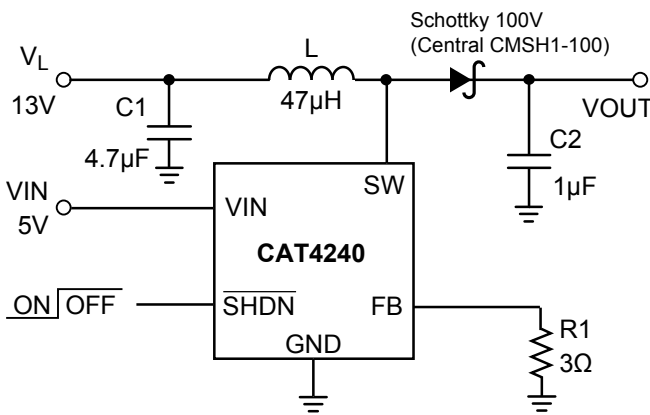 Schottky 100V
(Central CMSH1-100)
VL
13V
L
47μH
C1
4.7μF
VOUT
C2
1μF
VIN
5V
SW
VIN
CAT4240
ON OFF
SHDN
FB
GND
R1
3Ω